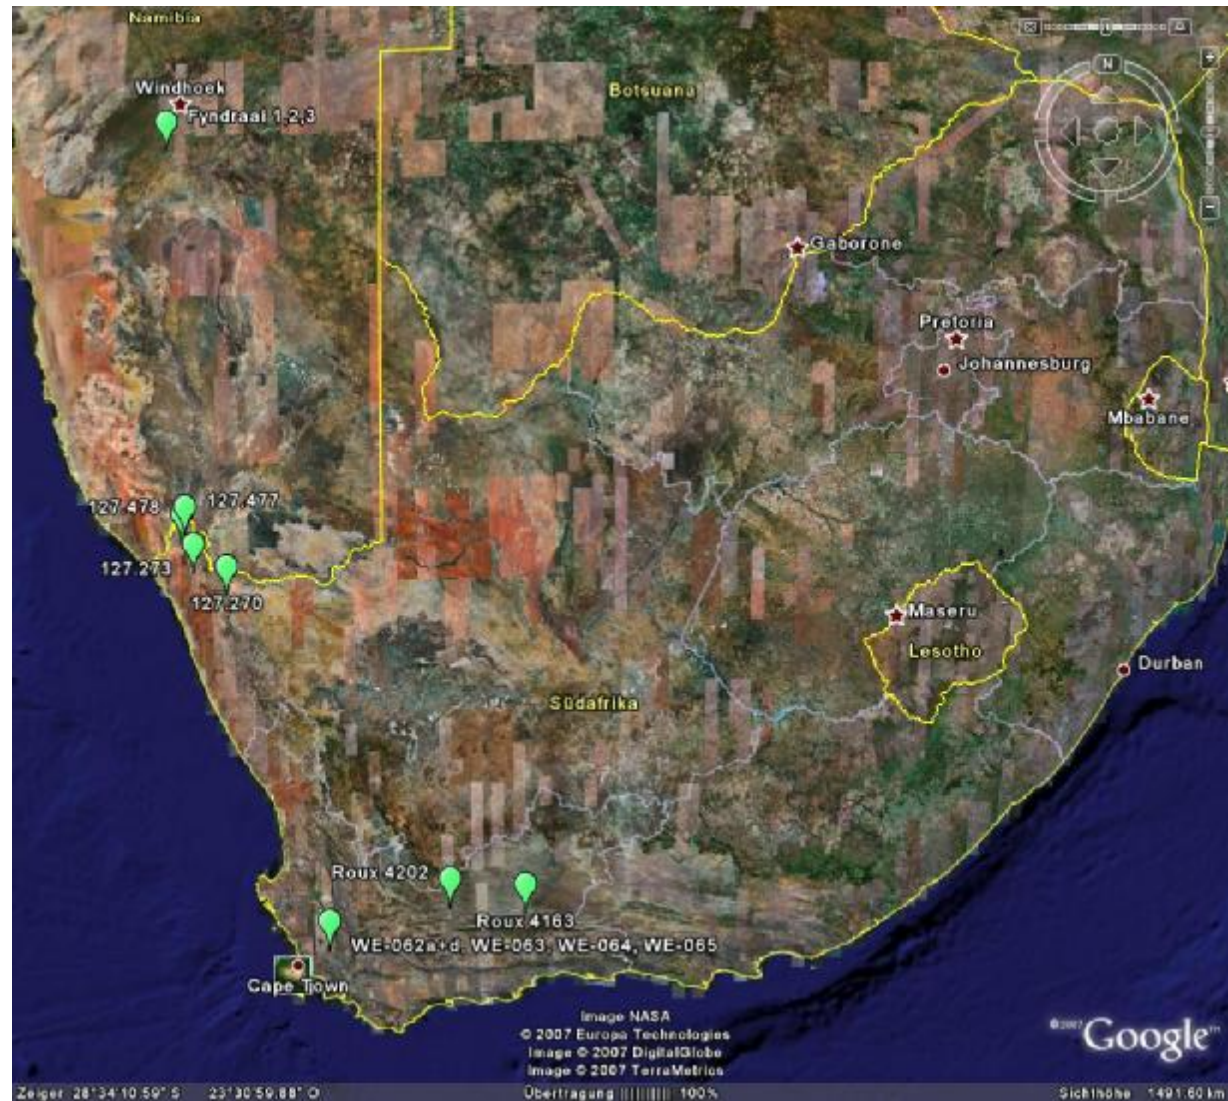 Namibia
N
Windhoek
Fyndraai 1,2,3
Botsuana
Gaborone
Pretoria
Johannesburg
Mbabane
127.478
127.477
127.273
127.270
Maseru
Lesotho
Durban
Südafrika
Roux 4202
Roux 4163
WE-062a+d, WE-063, WE-064, WE-065
Cape Town
Image NASA
© 2007 Europa Technologies
Image © 2007 DigitalGlobe
Image © 2007 TerraMetrics
© 2007 Google™
Zeiger 28°34'10.59" S 23°30'59.88" O Übertragung 100% Sichthöhe 1491.60 km